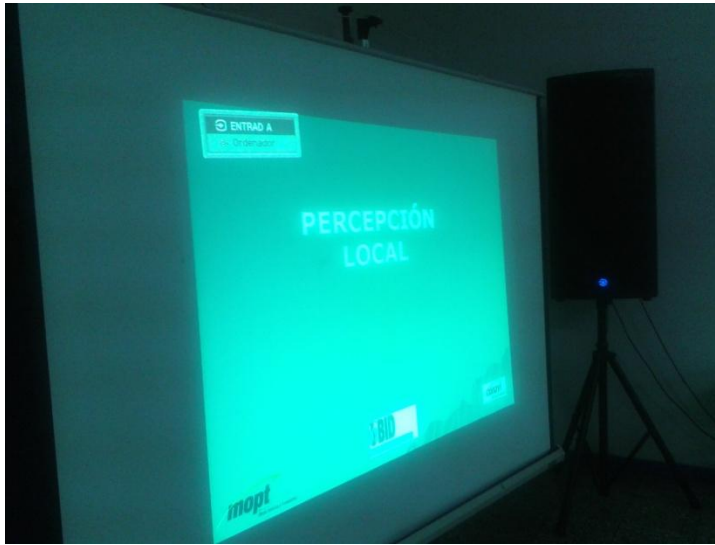 ENTRAD A
Ordenador
PERCEPCIÓN
LOCAL
BID
mopt